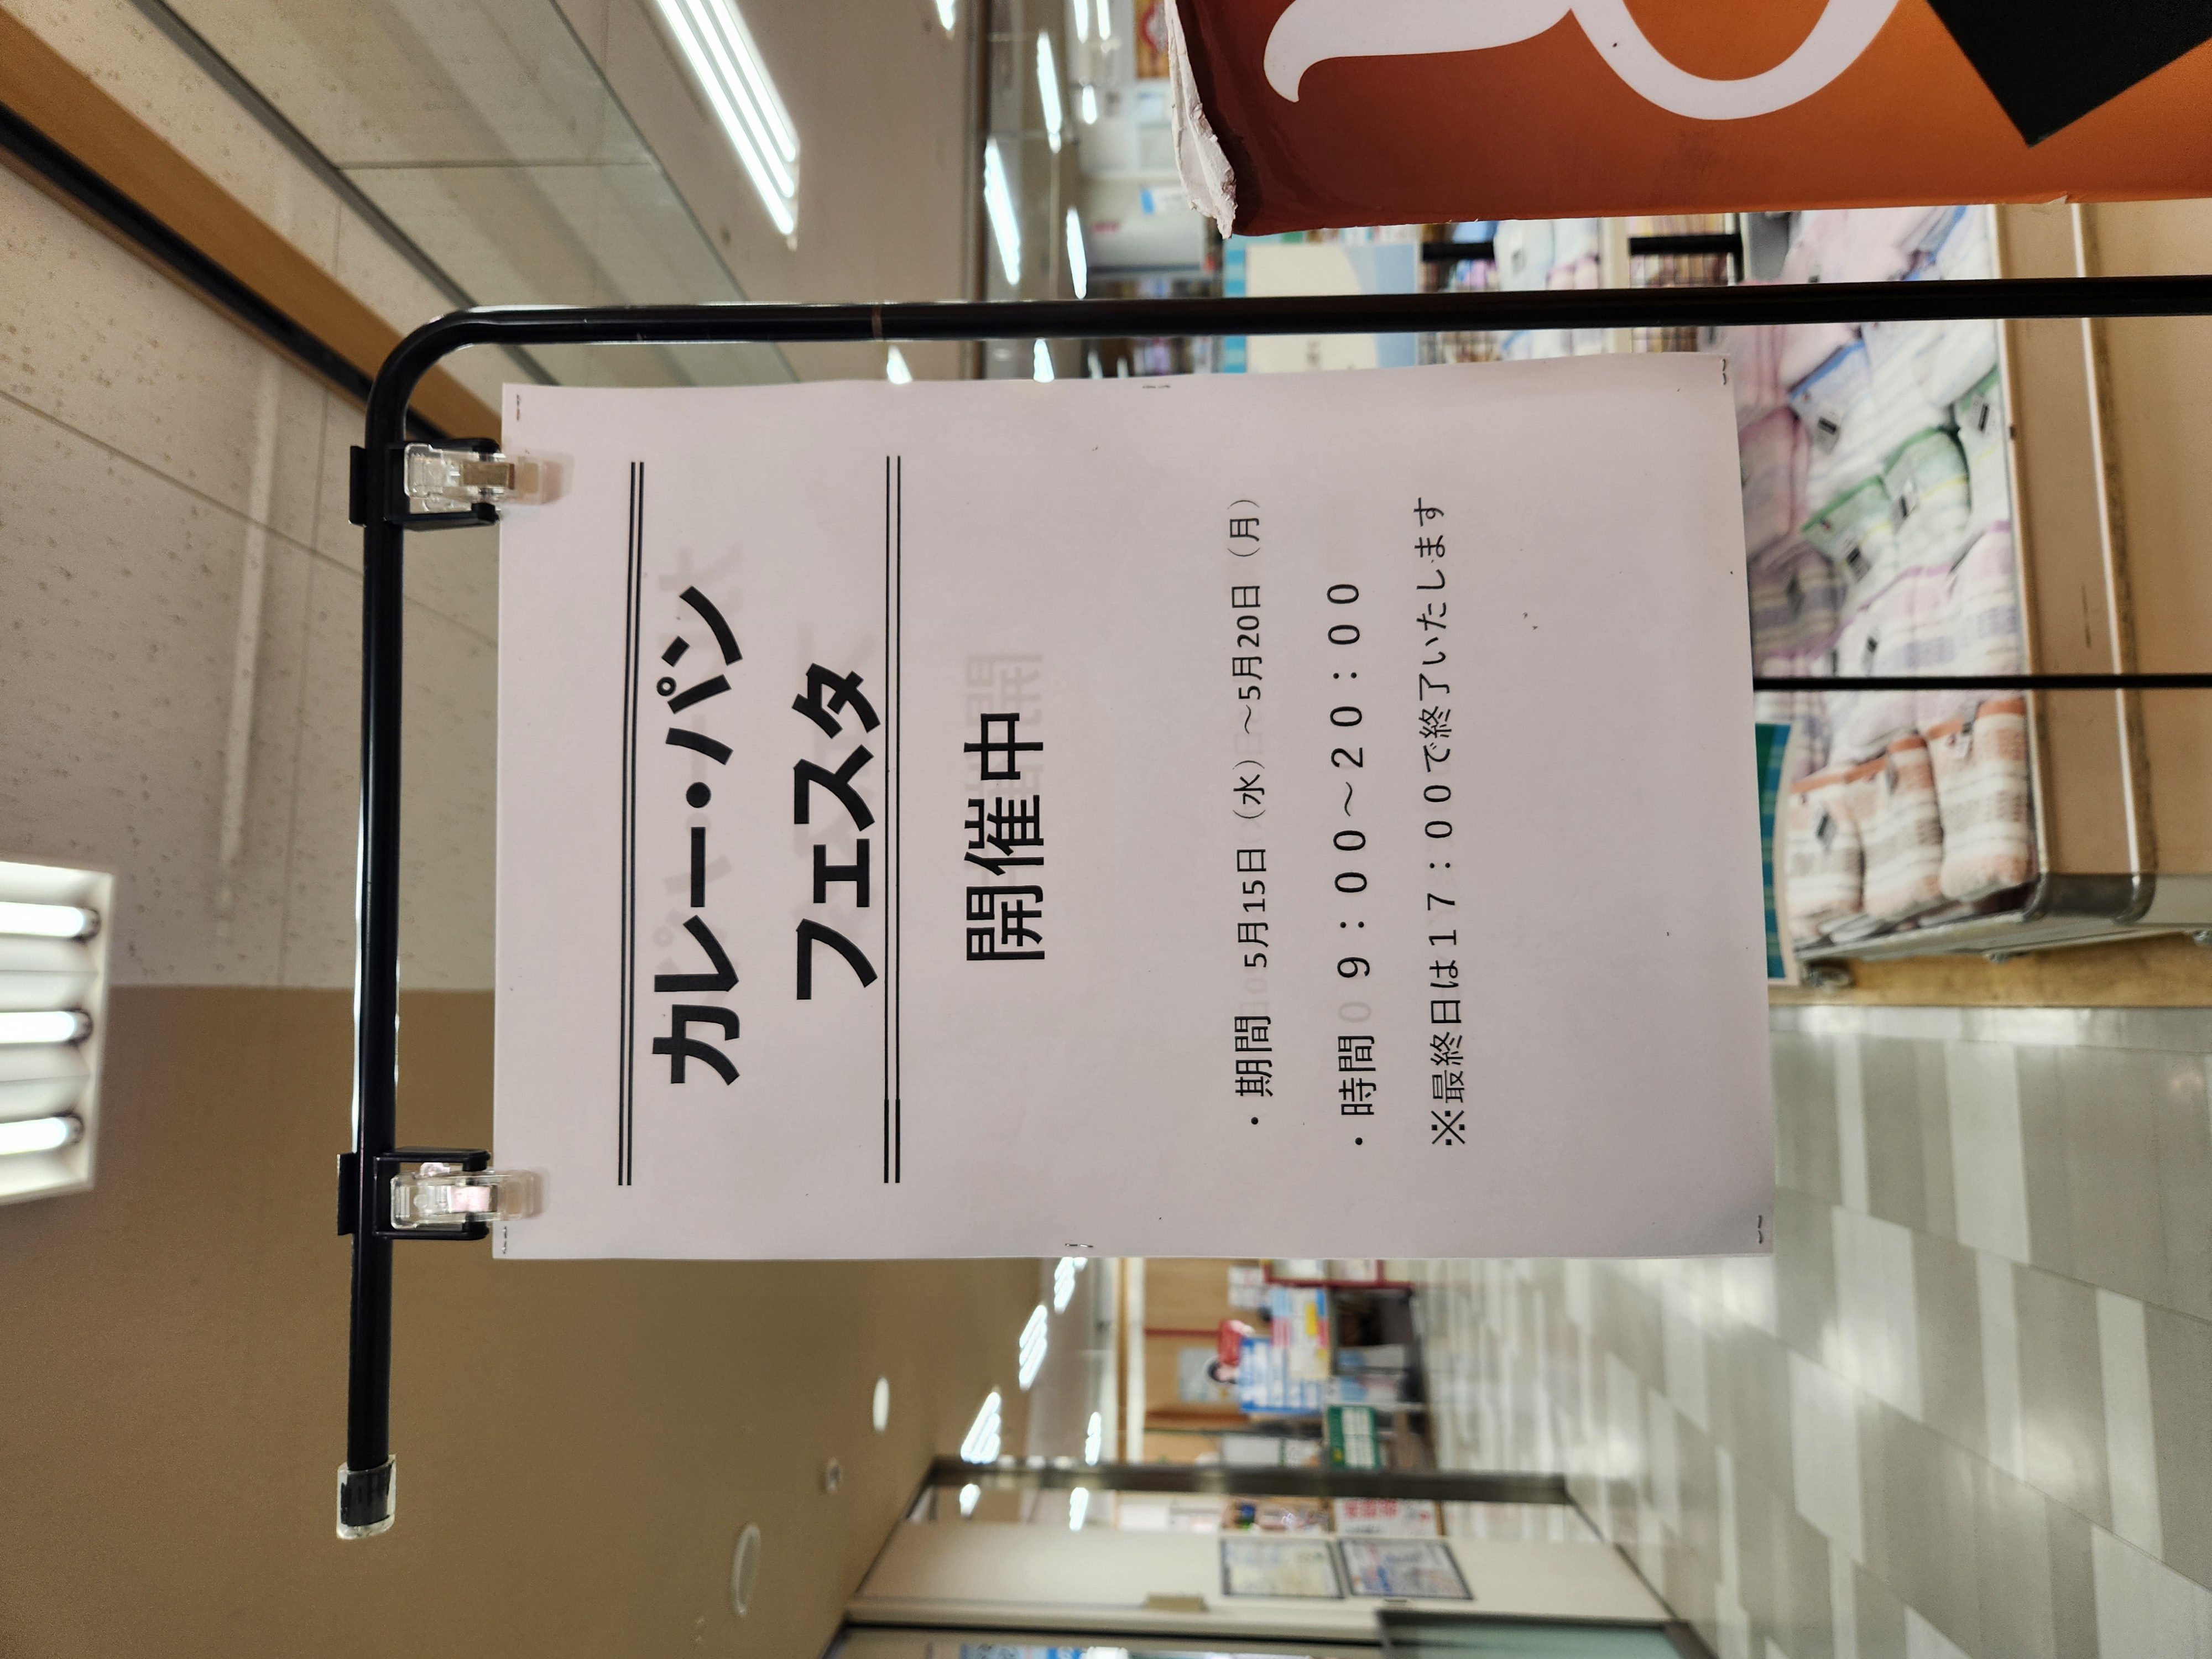 カレー・パン
フェスタ
開催中
・期間 5月15日（水）～5月20日（月）
・時間 ９：００～２０：００
※最終日は１７：００で終了いたします